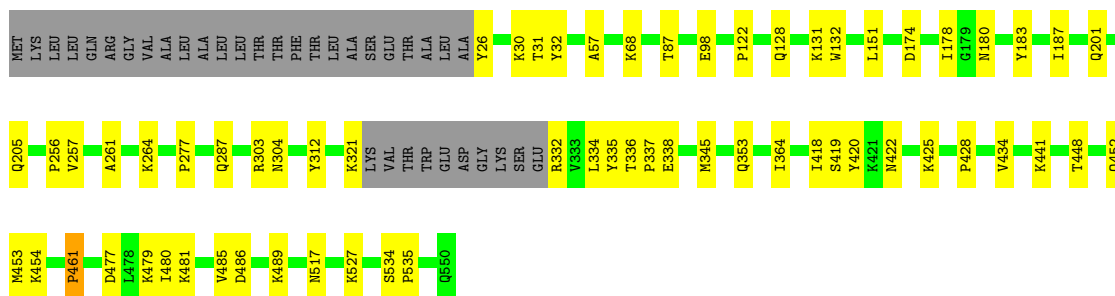 MET LYS LEU LEU GLN ARG GLY VAL ALA LEU ALA LEU LEU THR THR PHE THR LEU ALA SER GLU THR ALA LEU ALA Y26 K30 T31 Y32 A57 K68 T87 E98 P122 Q128 K131 W132 L151 D174 I178 G179 N180 Y183 I187 Q201
Q205 P256 V257 A261 K264 P277 Q287 R303 N304 Y312 K321 LYS VAL THR TRP GLU ASP GLY LYS SER GLU R332 V333 L334 Y335 T336 P337 E338 M345 Q353 I364 I418 S419 Y420 K421 N422 K425 P428 V434 K441 T448 Q452
M453 K454 P461 D477 L478 K479 I480 K481 V485 D486 K489 N517 K527 S534 P535 Q550